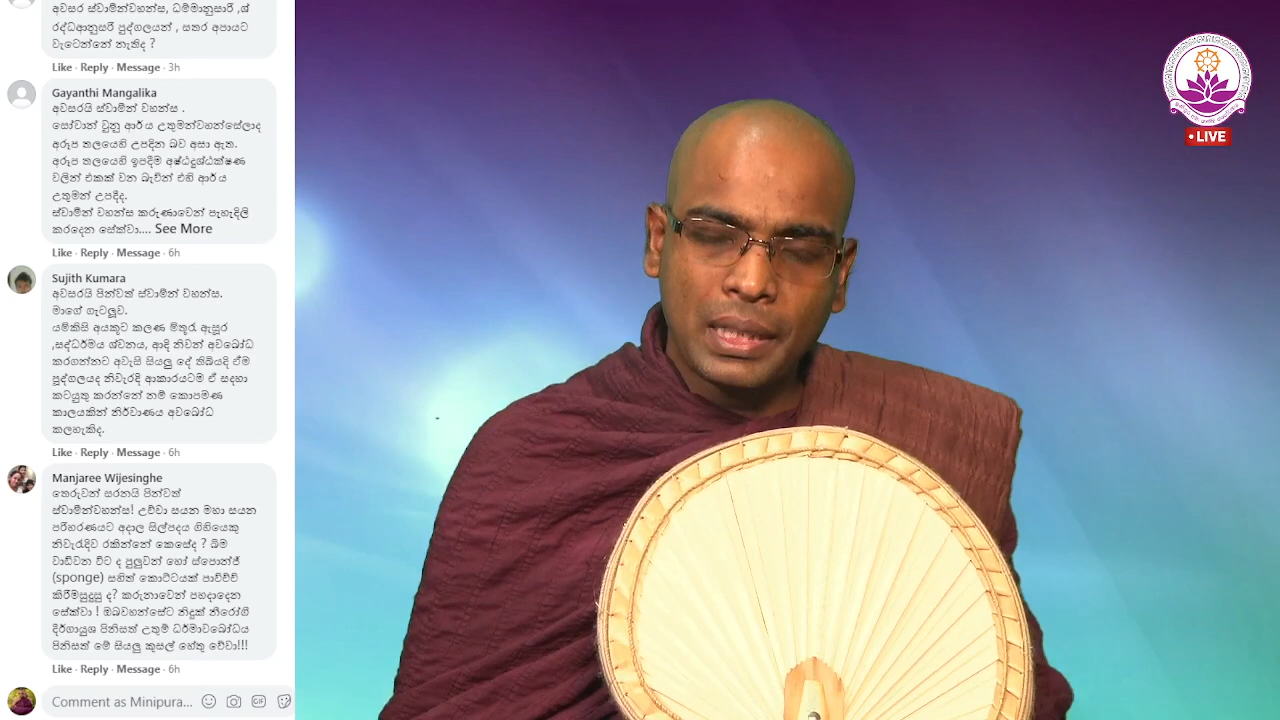 අවසර ස්වාමින්වහන්ස, ධම්මානුසාරී ,ශ්
රද්ධානුසාරී පුද්ගලයන් , සතර අපායට
වැටෙන්නේ නැතිද ?
Like · Reply · Message · 3h
Gayanthi Mangalika
අවසරයි ස්වාමින් වහන්ස .
සෝවාන් වුනු ආර්ය උතුමන්වහන්සේලාද
අරූප තලයෙහි උපදින බව අසා ඇත.
අරූප තලයෙහි ඉපදීම අෂ්ඨදුෂ්ඨක්ෂණ
වලින් එකක් වන බැවින් එහි ආර්ය
උතුමන් උපදීද.
ස්වාමින් වහන්ස කරුණාවෙන් පැහැදිලි
කරදෙන සේක්වා.... See More
Like · Reply · Message · 6h
Sujith Kumara
අවසරයි පින්වත් ස්වාමින් වහන්ස.
මාගේ ගැටලුව.
යම්කිසි අයකුට කලණ මිතුරු ඇසුර
,සද්ධර්මය ශ්වනය, ආදි නිවන් අවබෝධ
කරගන්නට අවැසි සියලු දේ තිබියදි ඒම
පුද්ගලයද නිවැරදි ආකාරයටම ඒ සදහා
කටයුතු කරන්නේ නම් කොපමණ
කාලයකින් නිර්වාණය අවබෝධ
කලහැකිද.
Like · Reply · Message · 6h
Manjaree Wijesinghe
තෙරුවන් සරනයි පින්වත්
ස්වාමින්වහන්ස! උච්චා සයන මහා සයන
පරිහරණයට අදාල සිල්පදය ගිහියෙකු
නිවැරැදිව රකින්නේ කෙසේද ? බිම
වාඩිවන විට ද පුලුවන් හෝ ස්පොන්ජ්
(sponge) සහිත් කොට්ටයක් පාවිච්චි
කිරීමසුදුසු ද? කරුනාවෙන් පහදාදෙන
සේක්වා ! ඔබවහන්සේට නිදුක් නිරෝගි
දීර්ගායුශ පිනිසත් උතුම් ධර්මාවබෝධය
පිනිසත් මේ සියලු කුසල් හේතු වේවා!!!
Like · Reply · Message · 6h
Comment as Minipura...
GIF
LIVE